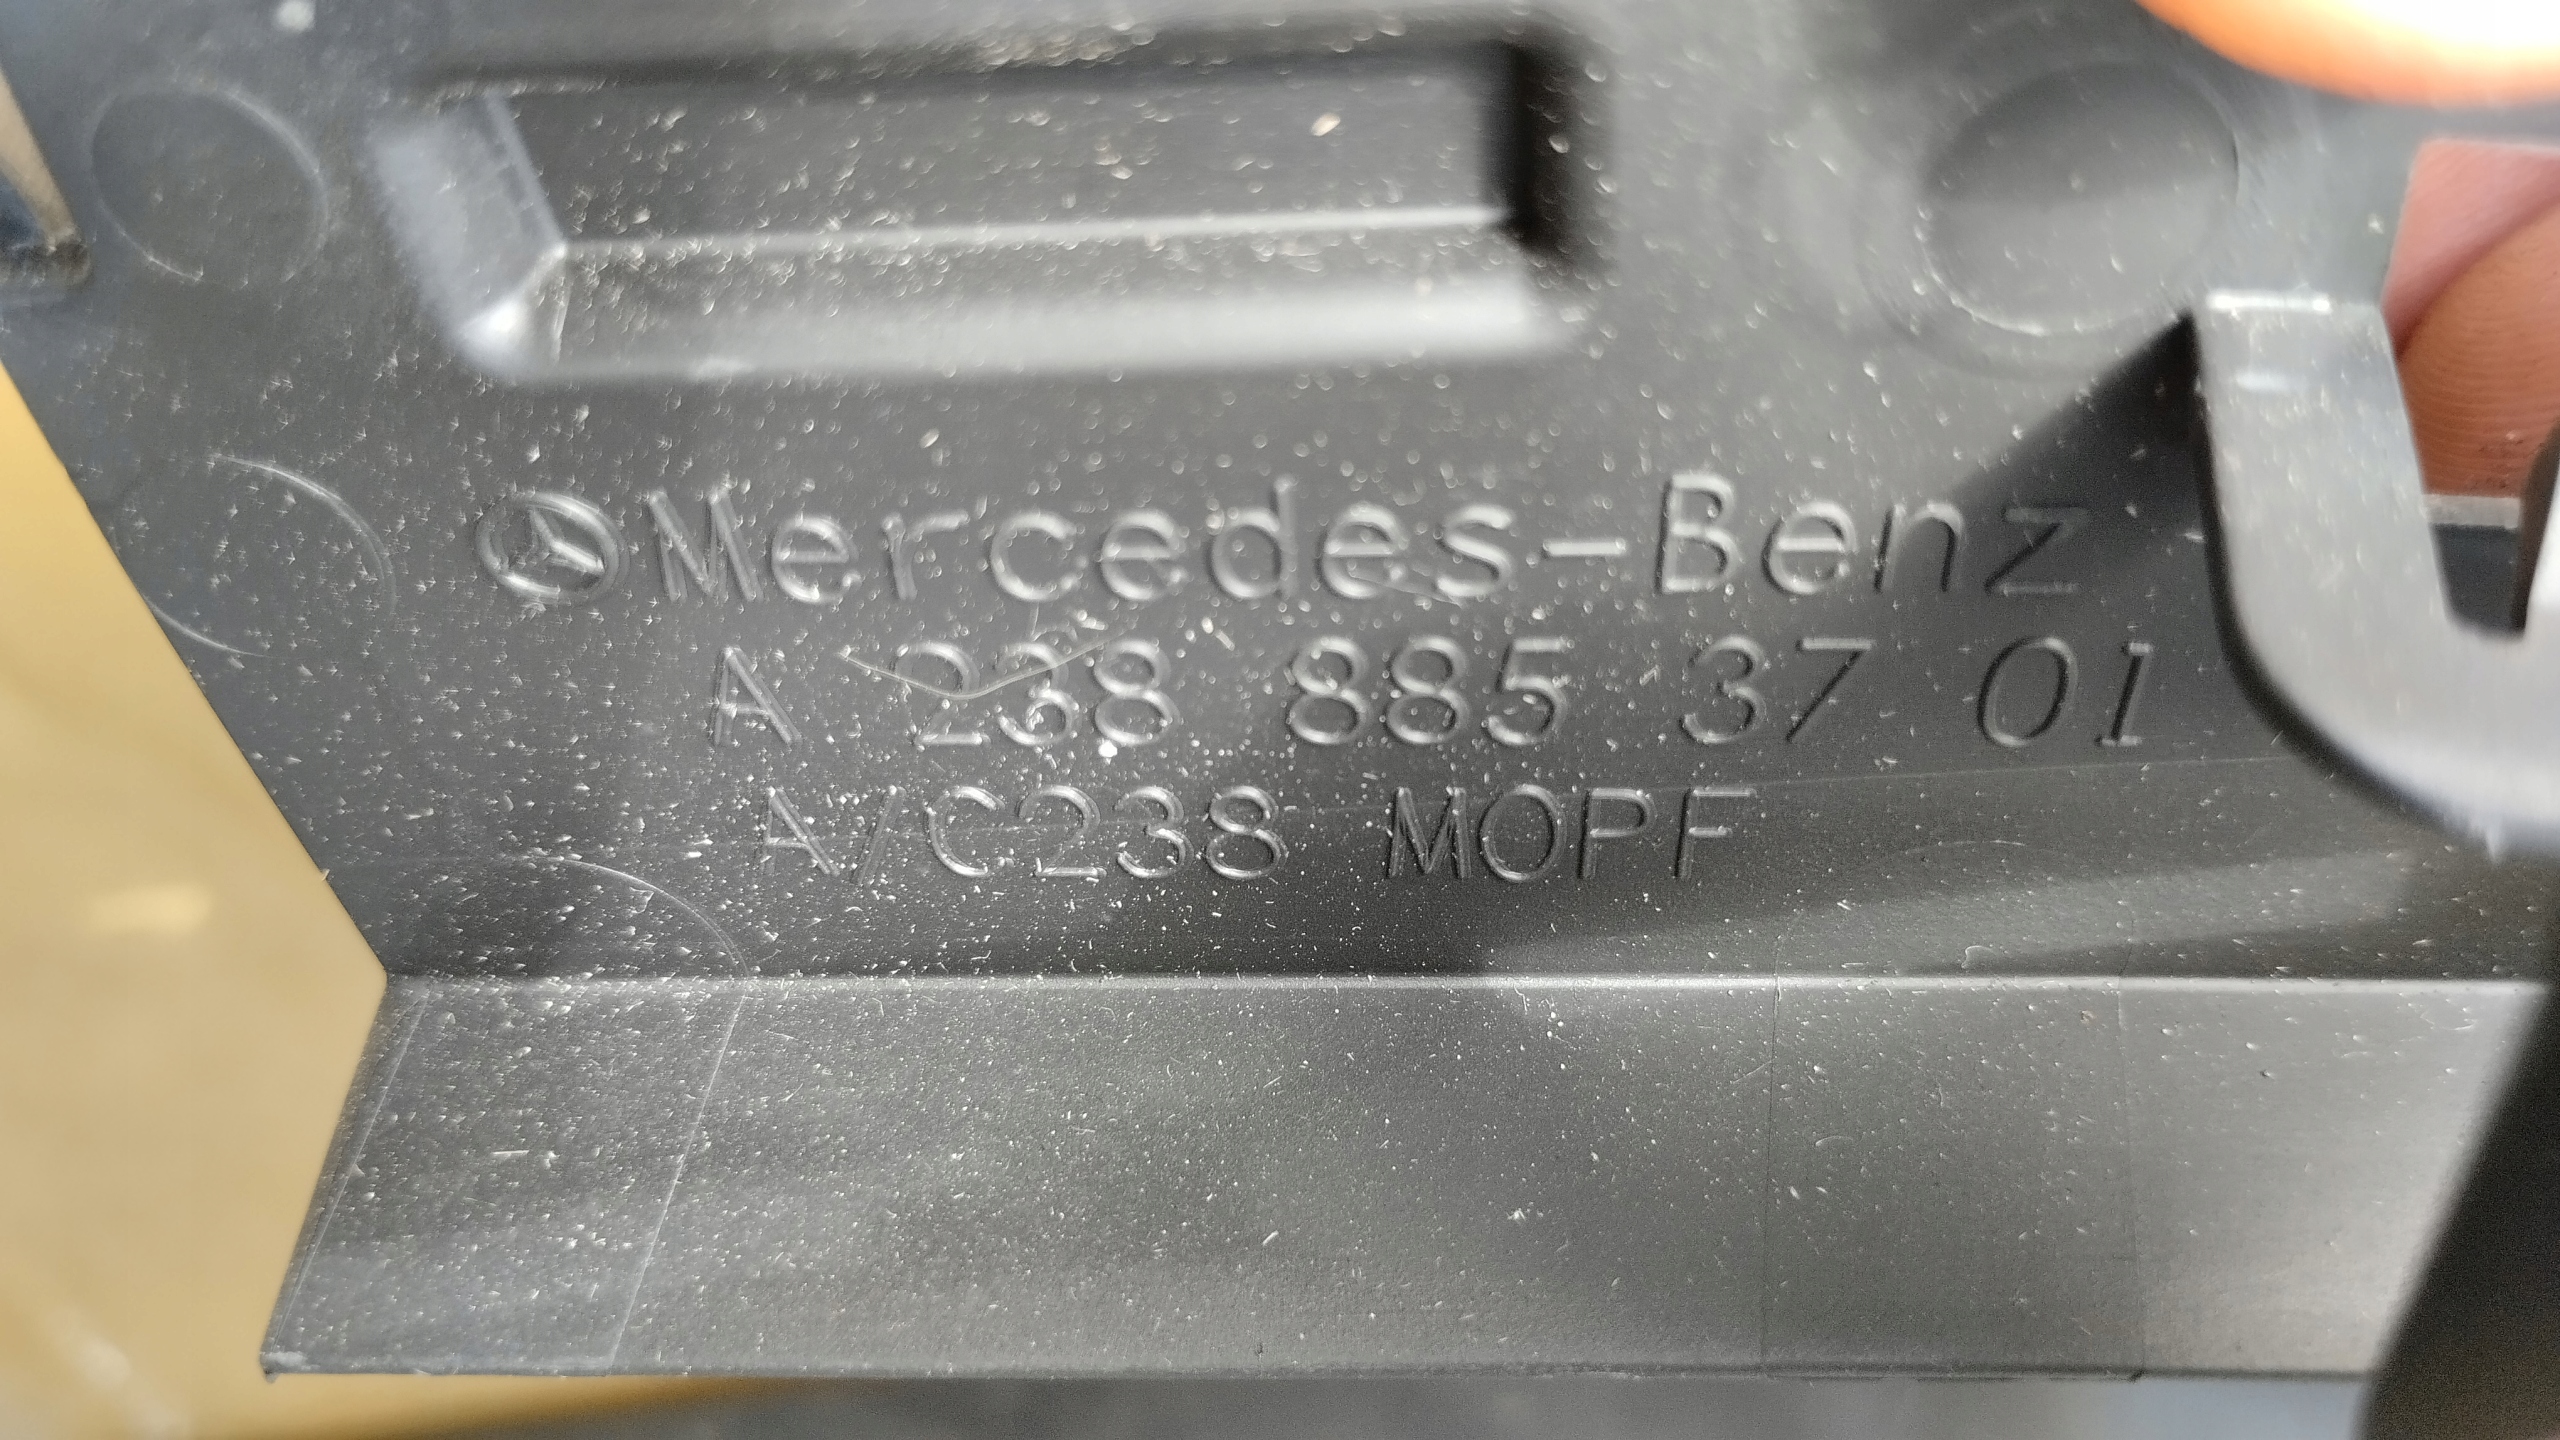 Mercedes-Benz
A 238 885 37 01
A/C238 MOPF